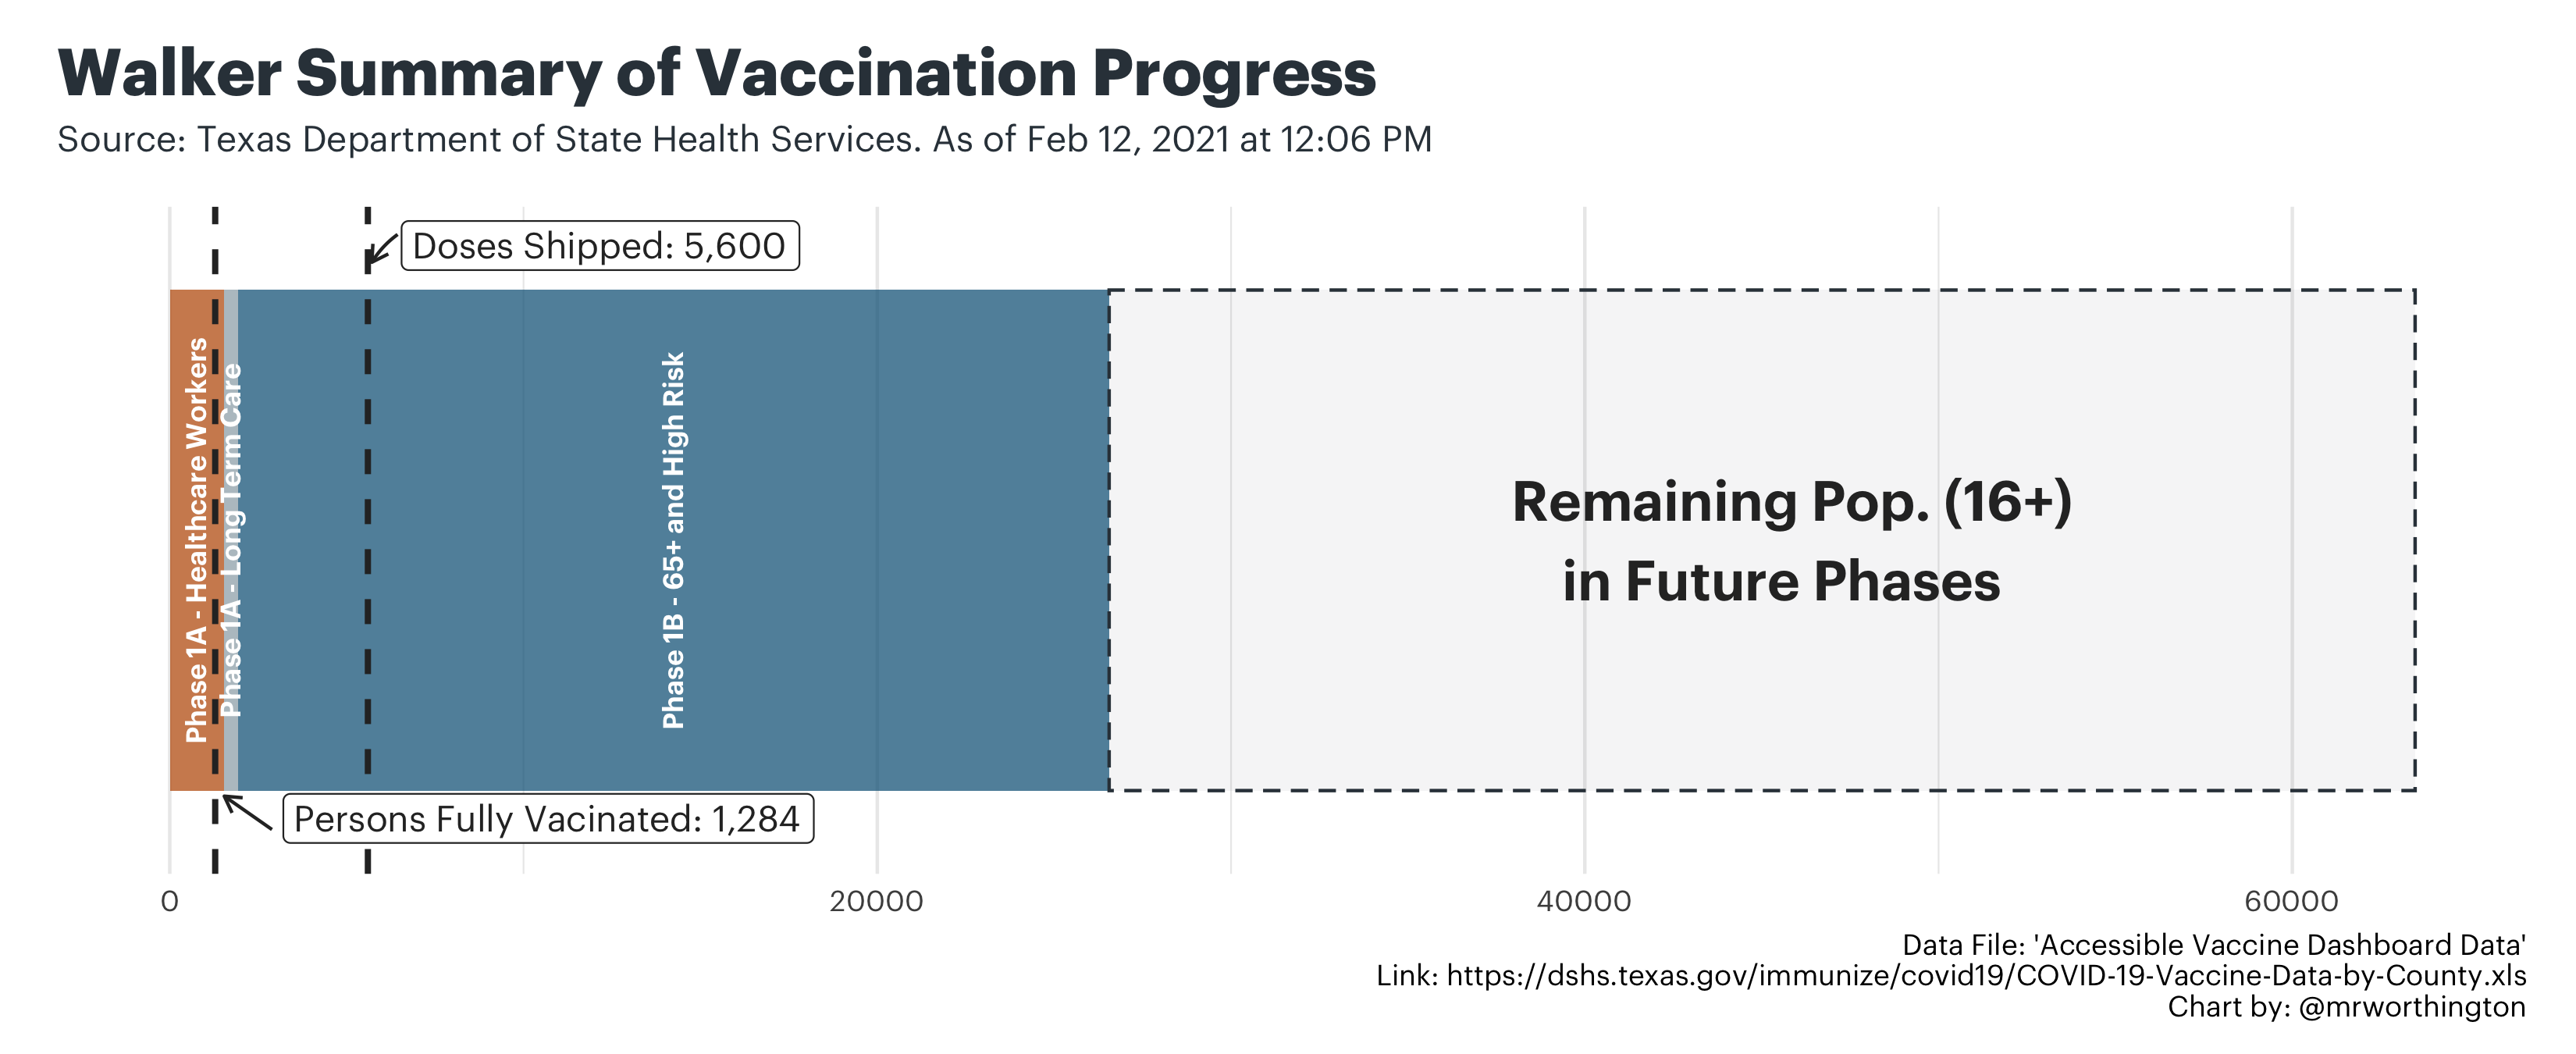 Walker Summary of Vaccination Progress
Source: Texas Department of State Health Services. As of Feb 12, 2021 at 12:06 PM
Doses Shipped: 5,600
Phase 1A - Healthcare Workers
Phase 1A - Long Term Care
Phase 1B - 65+ and High Risk
Remaining Pop. (16+)
in Future Phases
Persons Fully Vacinated: 1,284
0
20000
40000
60000
Data File: 'Accessible Vaccine Dashboard Data'
Link: https://dshs.texas.gov/immunize/covid19/COVID-19-Vaccine-Data-by-County.xls
Chart by: @mrworthington